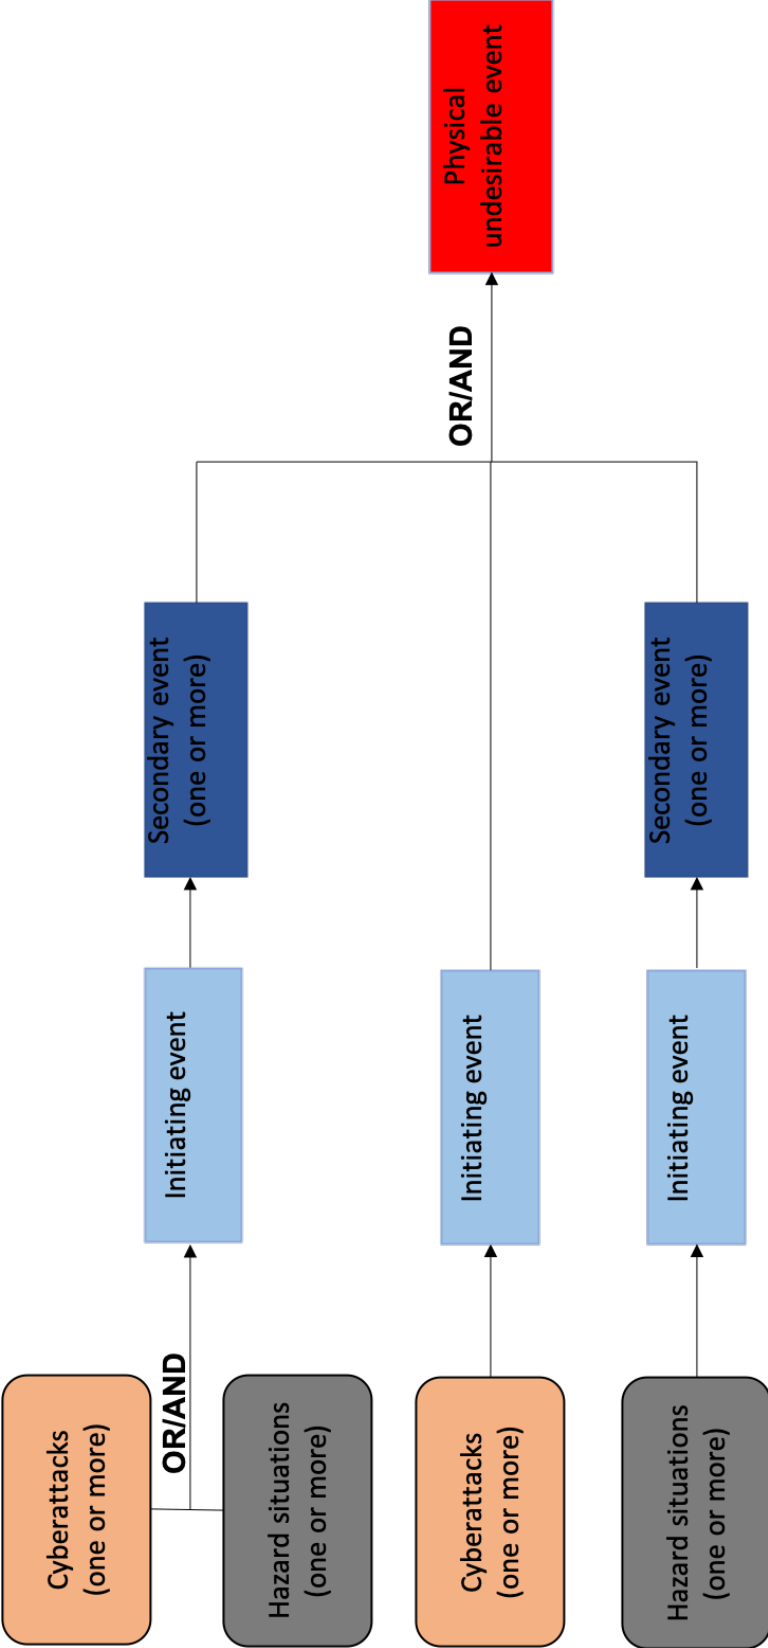 Cyberattacks
(one or more)
OR/AND
Hazard situations
(one or more)
Initiating event
Secondary event
(one or more)
Cyberattacks
(one or more)
Initiating event
OR/AND
Physical
undesirable event
Hazard situations
(one or more)
Initiating event
Secondary event
(one or more)